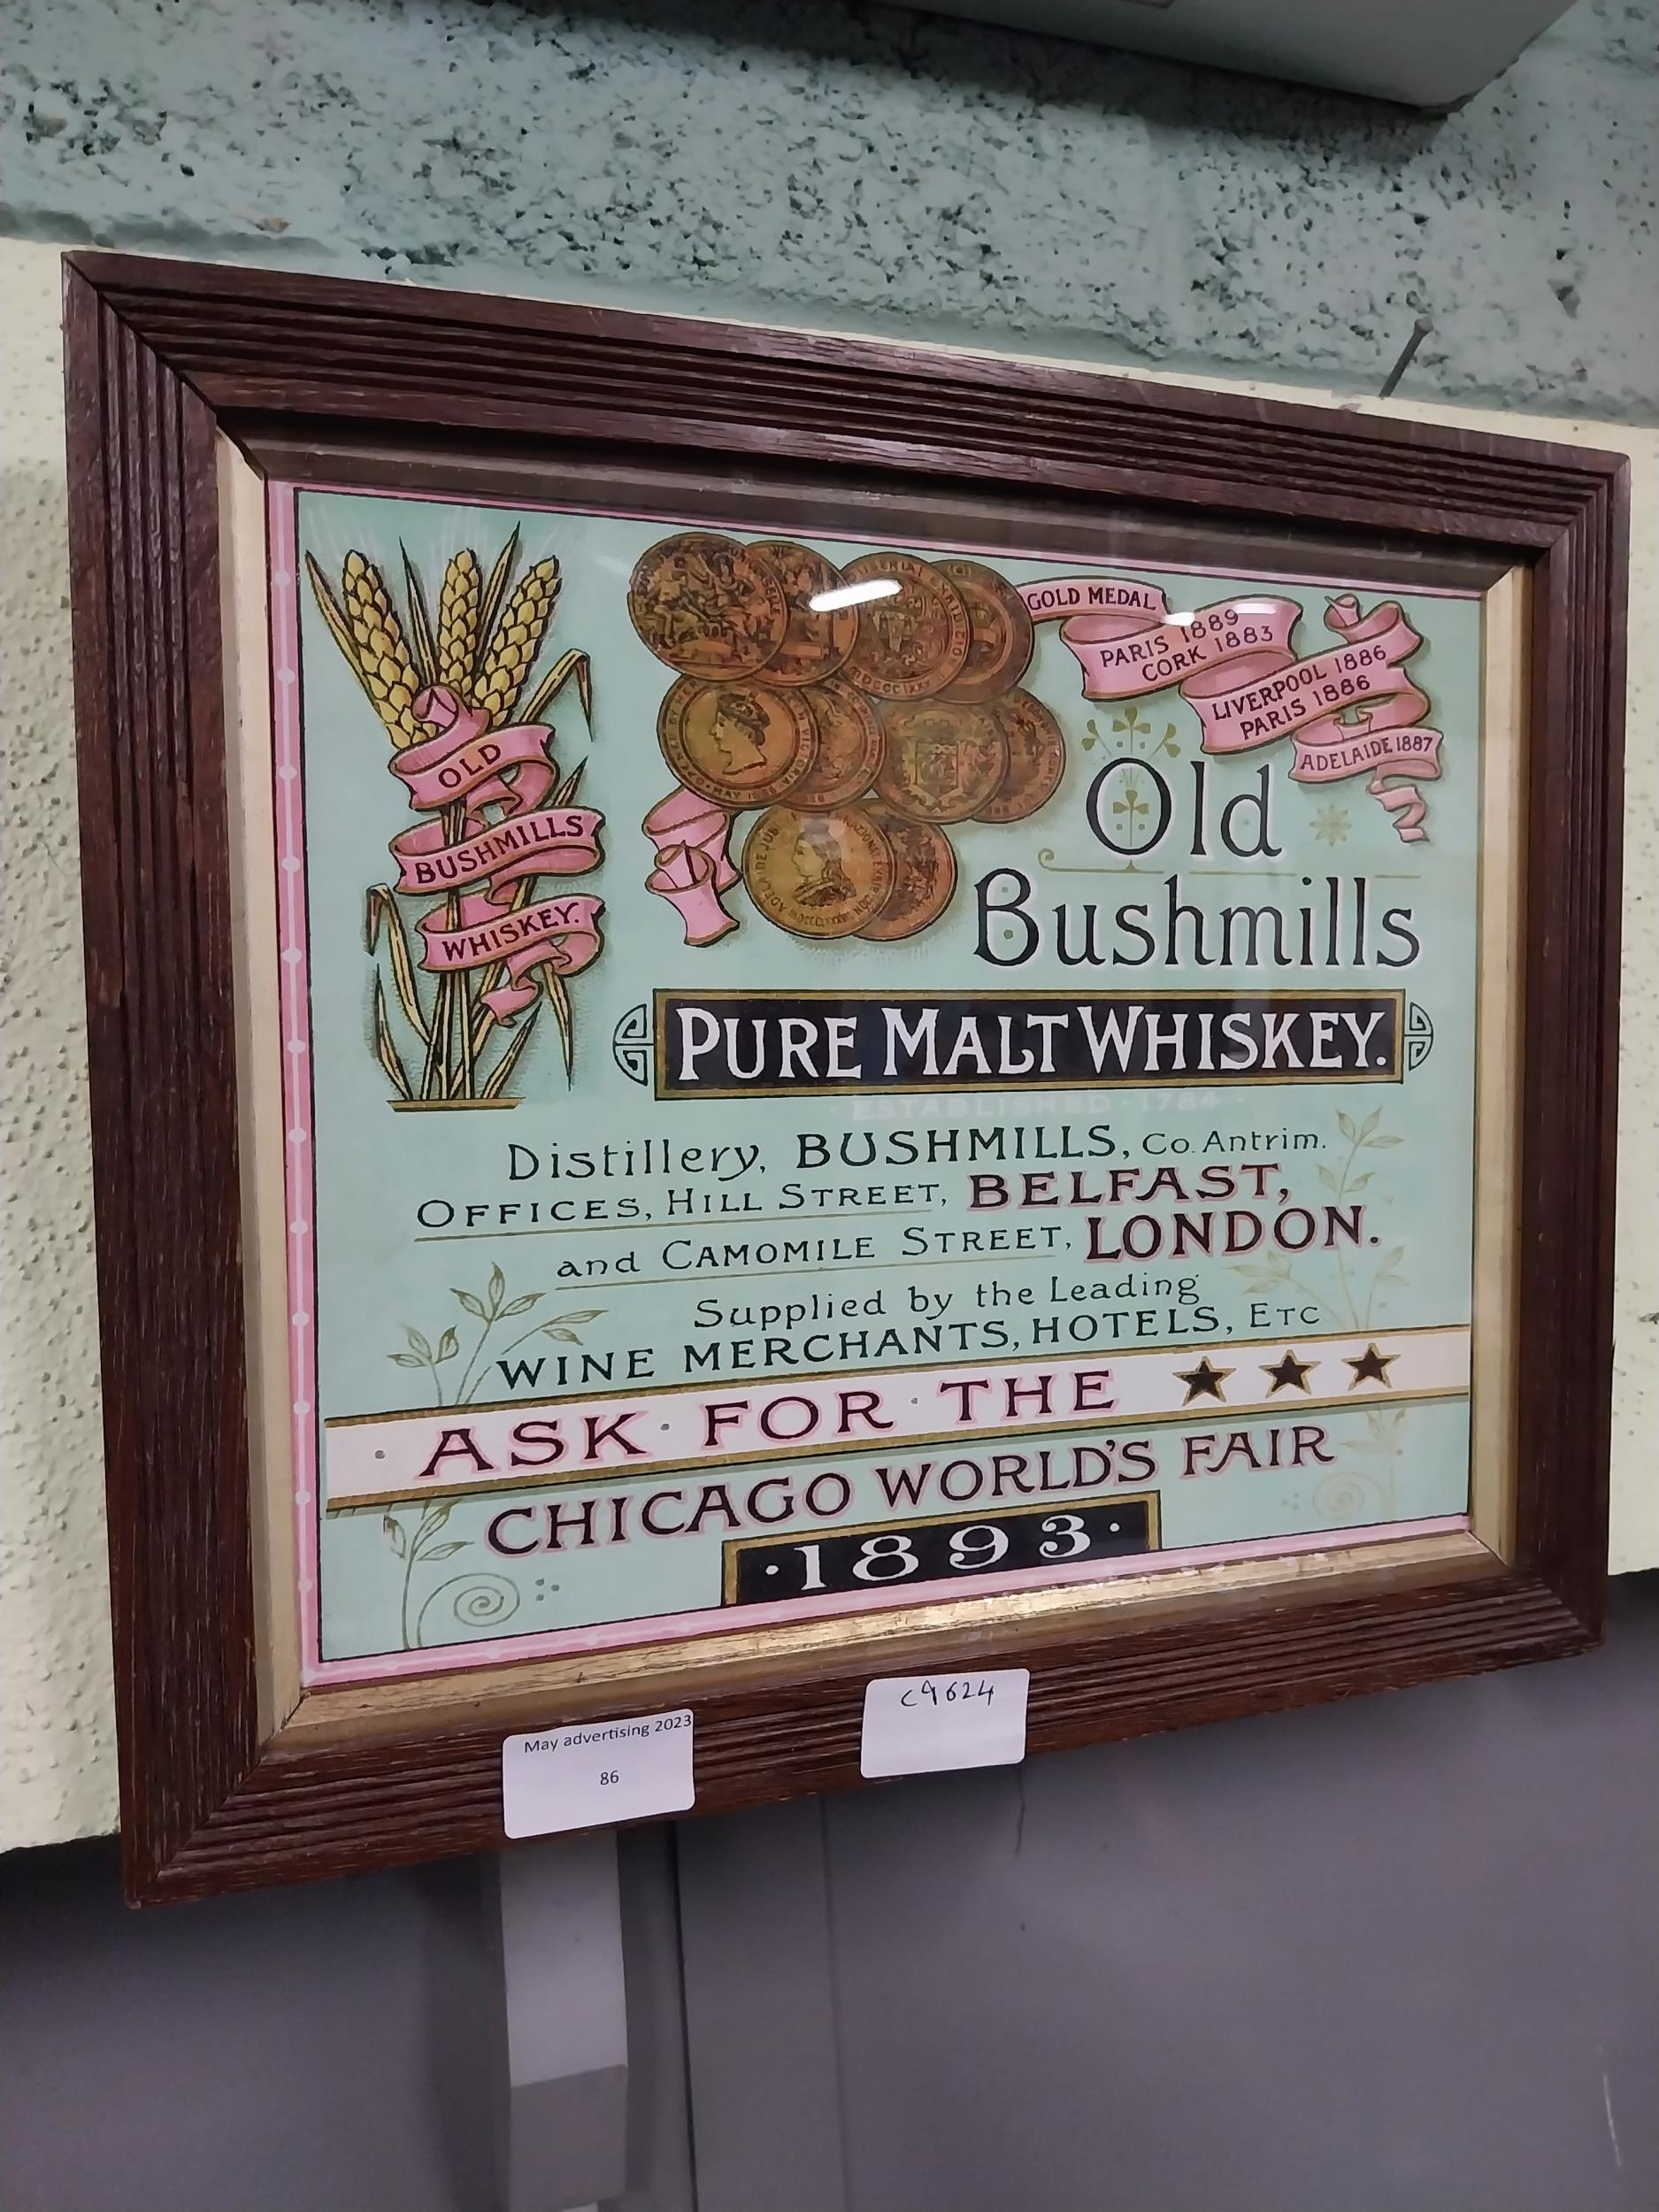 OLD
BUSHMILLS
WHISKEY.
GOLD MEDAL
PARIS 1889
CORK 1883
LIVERPOOL 1886
PARIS 1886
ADELAIDE 1887
Old
Bushmills
PURE MALT WHISKEY.
· ESTABLISHED · 1784 ·
Distillery, BUSHMILLS, Co. Antrim.
OFFICES, HILL STREET, BELFAST,
and CAMOMILE STREET, LONDON.
Supplied by the Leading
WINE MERCHANTS, HOTELS, ETC
· ASK · FOR · THE ★ ★ ★
CHICAGO WORLD'S FAIR
· 1893 ·
May advertising 2023
86
C9624